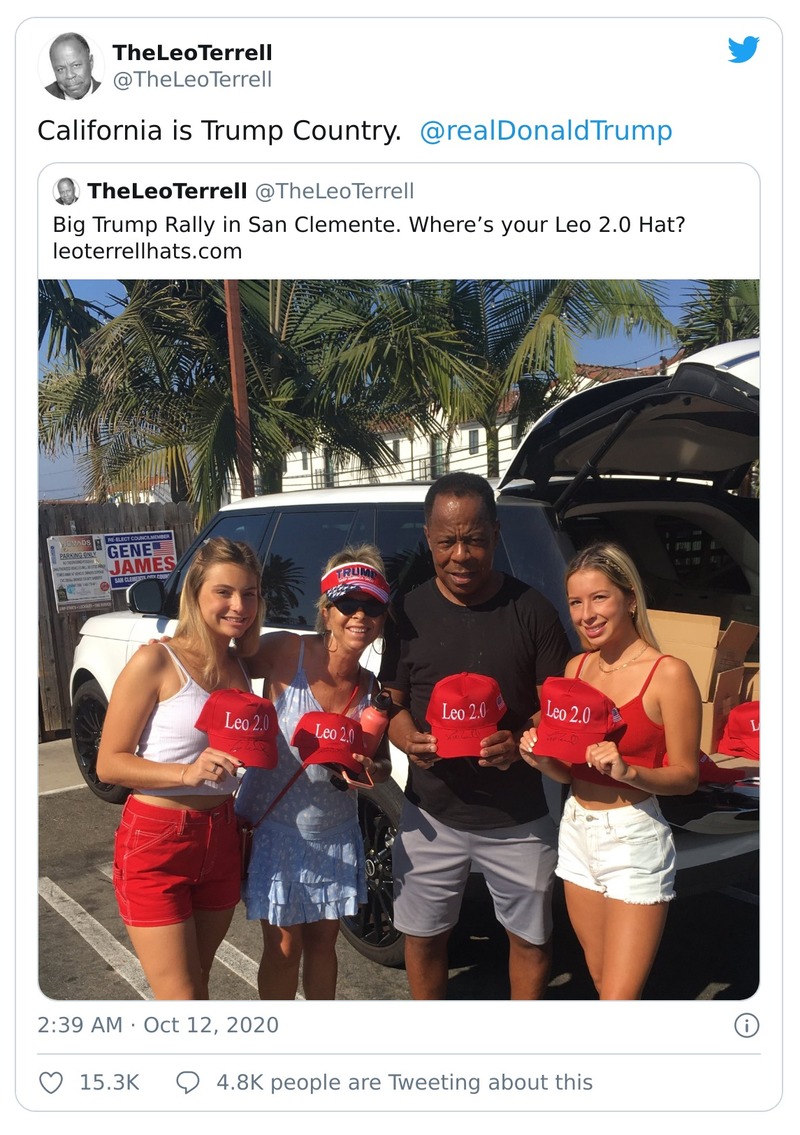 TheLeoTerrell
@TheLeoTerrell
California is Trump Country. @realDonaldTrump
TheLeoTerrell @TheLeoTerrell
Big Trump Rally in San Clemente. Where’s your Leo 2.0 Hat?
leoterrellhats.com
PARKING ONLY
RE-ELECT COUNCILMEMBER
GENE
JAMES
SAN CLEMENTE CITY
TRUMP
Leo 2.0
Leo 2.0
Leo 2.0
Leo 2.0
2:39 AM · Oct 12, 2020
15.3K 4.8K people are Tweeting about this